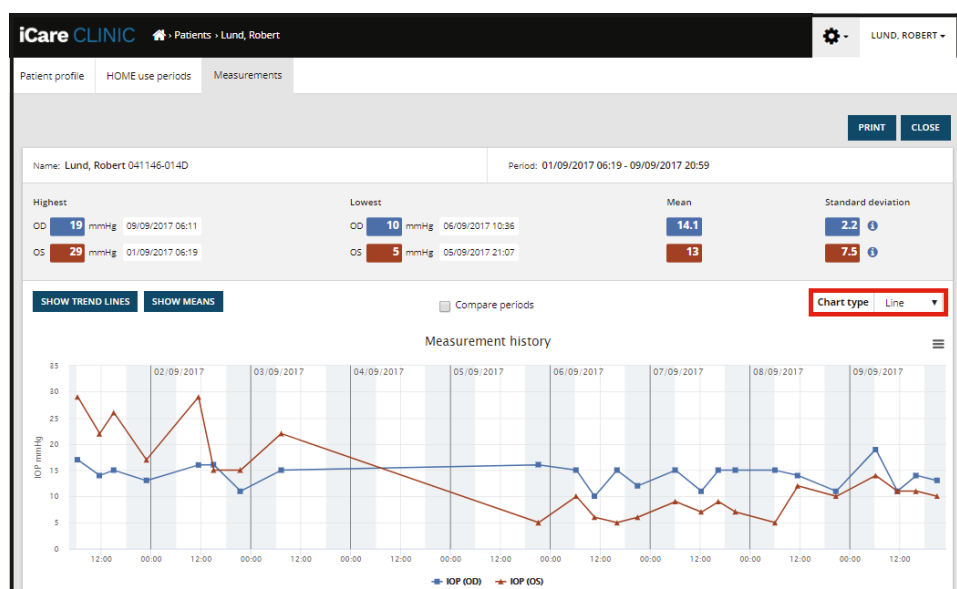 iCare CLINIC › Patients › Lund, Robert LUND, ROBERT
Patient profile HOME use periods Measurements
PRINT CLOSE
Name: Lund, Robert 041146-014D Period: 01/09/2017 06:19 - 09/09/2017 20:59
Highest Lowest Mean Standard deviation
OD 19 mmHg 09/09/2017 06:11 OD 10 mmHg 06/09/2017 10:36 14.1 2.2
OS 29 mmHg 01/09/2017 06:19 OS 5 mmHg 05/09/2017 21:07 13 7.5
SHOW TREND LINES SHOW MEANS Compare periods Chart type Line
Measurement history
35
02/09/2017 03/09/2017 04/09/2017 05/09/2017 06/09/2017 07/09/2017 08/09/2017 09/09/2017
30
25
20
IOP mmHg
15
10
5
0
12:00 00:00 12:00 00:00 12:00 00:00 12:00 00:00 12:00 00:00 12:00 00:00 12:00 00:00 12:00 00:00 12:00
IOP (OD) IOP (OS)